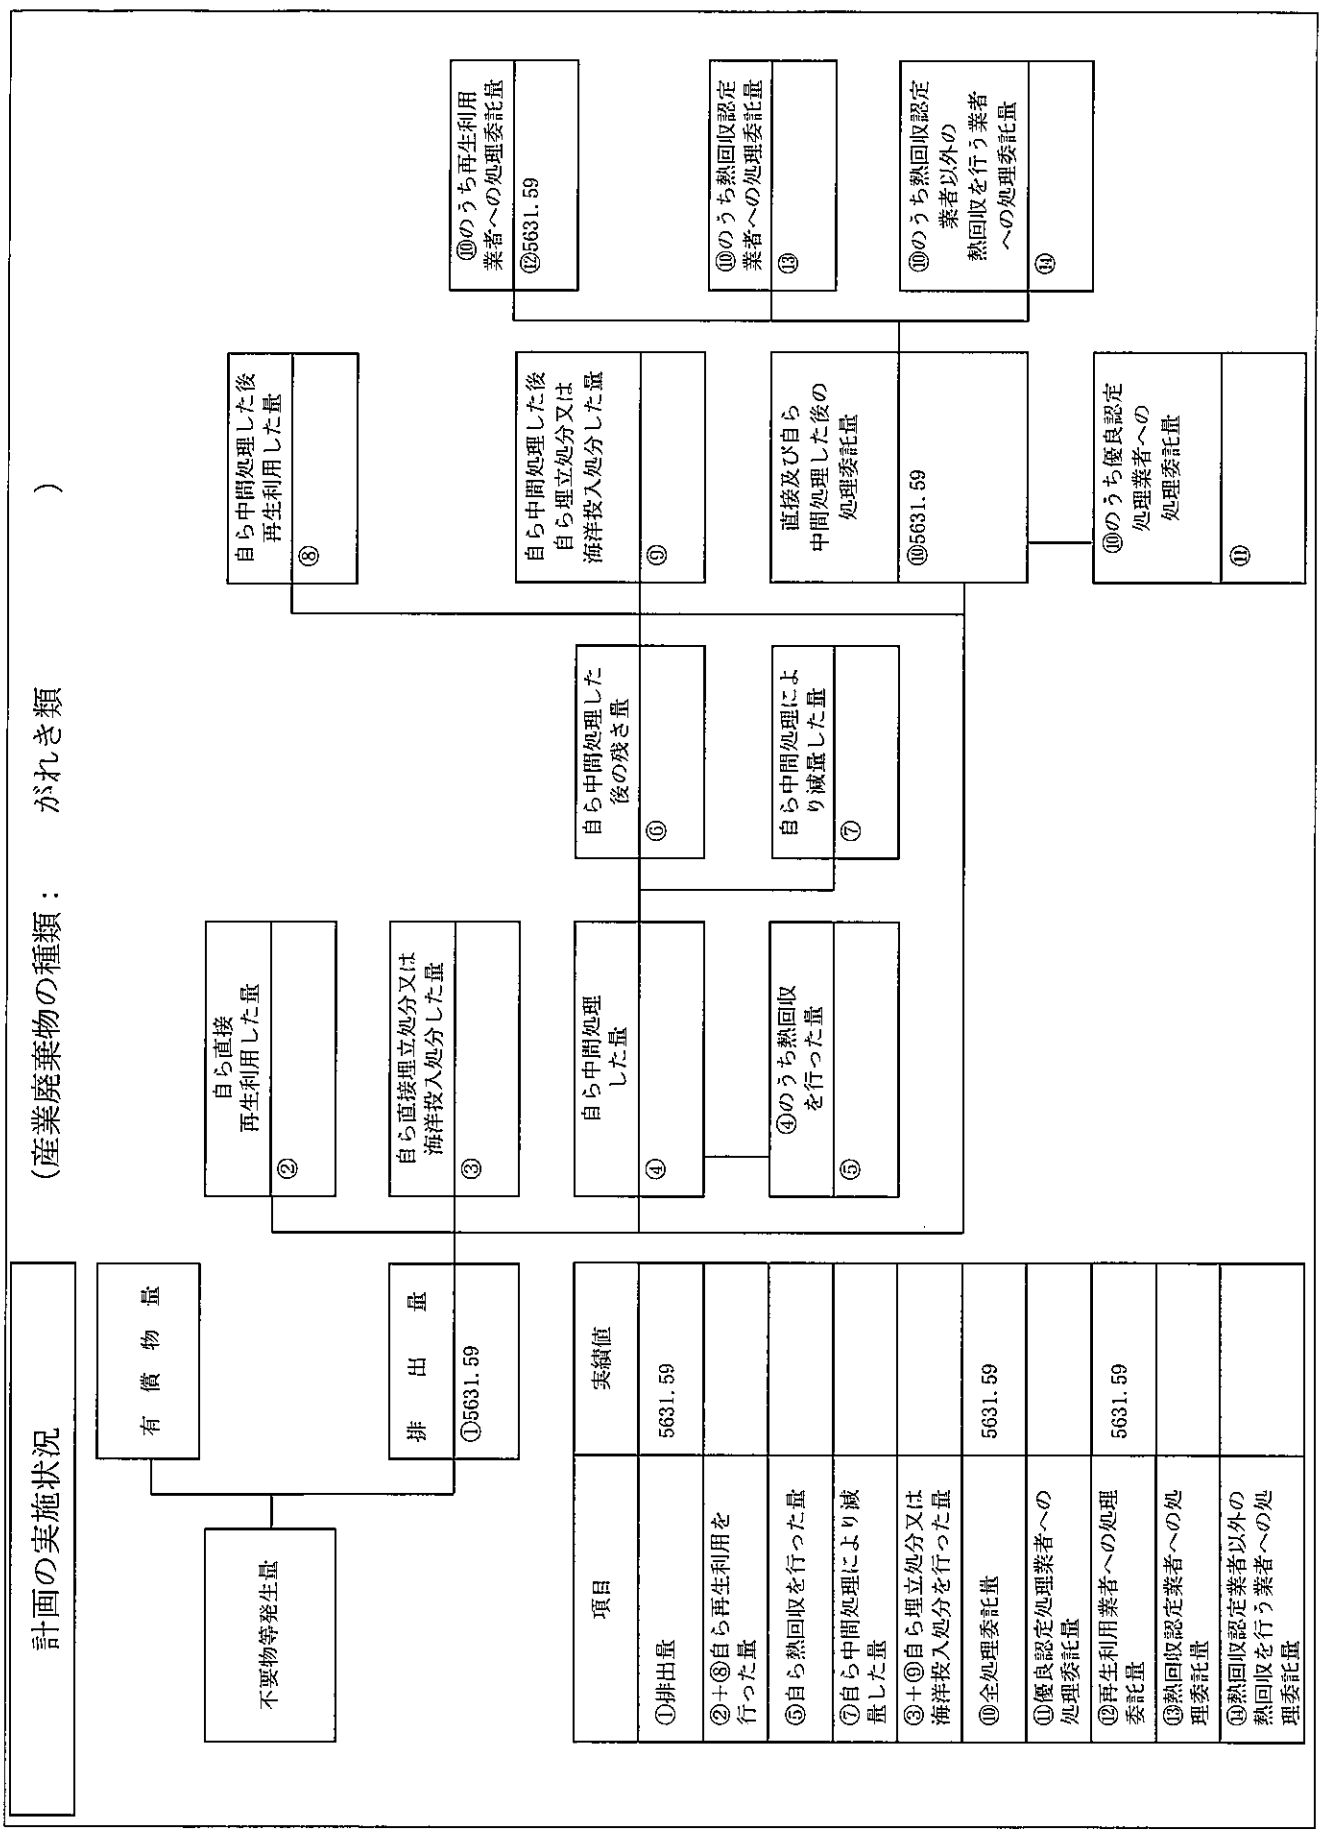 計画の実施状況
(産業廃棄物の種類： がれき類 )
不要物等発生量
有償物量
排出量
①5631.59
自ら直接
再生利用した量
②
自ら直接埋立処分又は
海洋投入処分した量
③
自ら中間処理
した量
④
④のうち熱回収
を行った量
⑤
自ら中間処理した
後の残さ量
⑥
自ら中間処理によ
り減量した量
⑦
自ら中間処理した後
再生利用した量
⑧
自ら中間処理した後
自ら埋立処分又は
海洋投入処分した量
⑨
直接及び自ら
中間処理した後の
処理委託量
⑩5631.59
⑩のうち優良認定
処理業者への
処理委託量
⑪
⑩のうち再生利用
業者への処理委託量
⑫5631.59
⑩のうち熱回収認定
業者への処理委託量
⑬
⑩のうち熱回収認定
業者以外の
熱回収を行う業者
への処理委託量
⑭
項目 実績値
①排出量 5631.59
②＋⑧自ら再生利用を
行った量
⑤自ら熱回収を行った量
⑦自ら中間処理により減
量した量
③＋⑨自ら埋立処分又は
海洋投入処分を行った量
⑩全処理委託量 5631.59
⑪優良認定処理業者への
処理委託量
⑫再生利用業者への処理
委託量 5631.59
⑬熱回収認定業者への処
理委託量
⑭熱回収認定業者以外の
熱回収を行う業者への処
理委託量